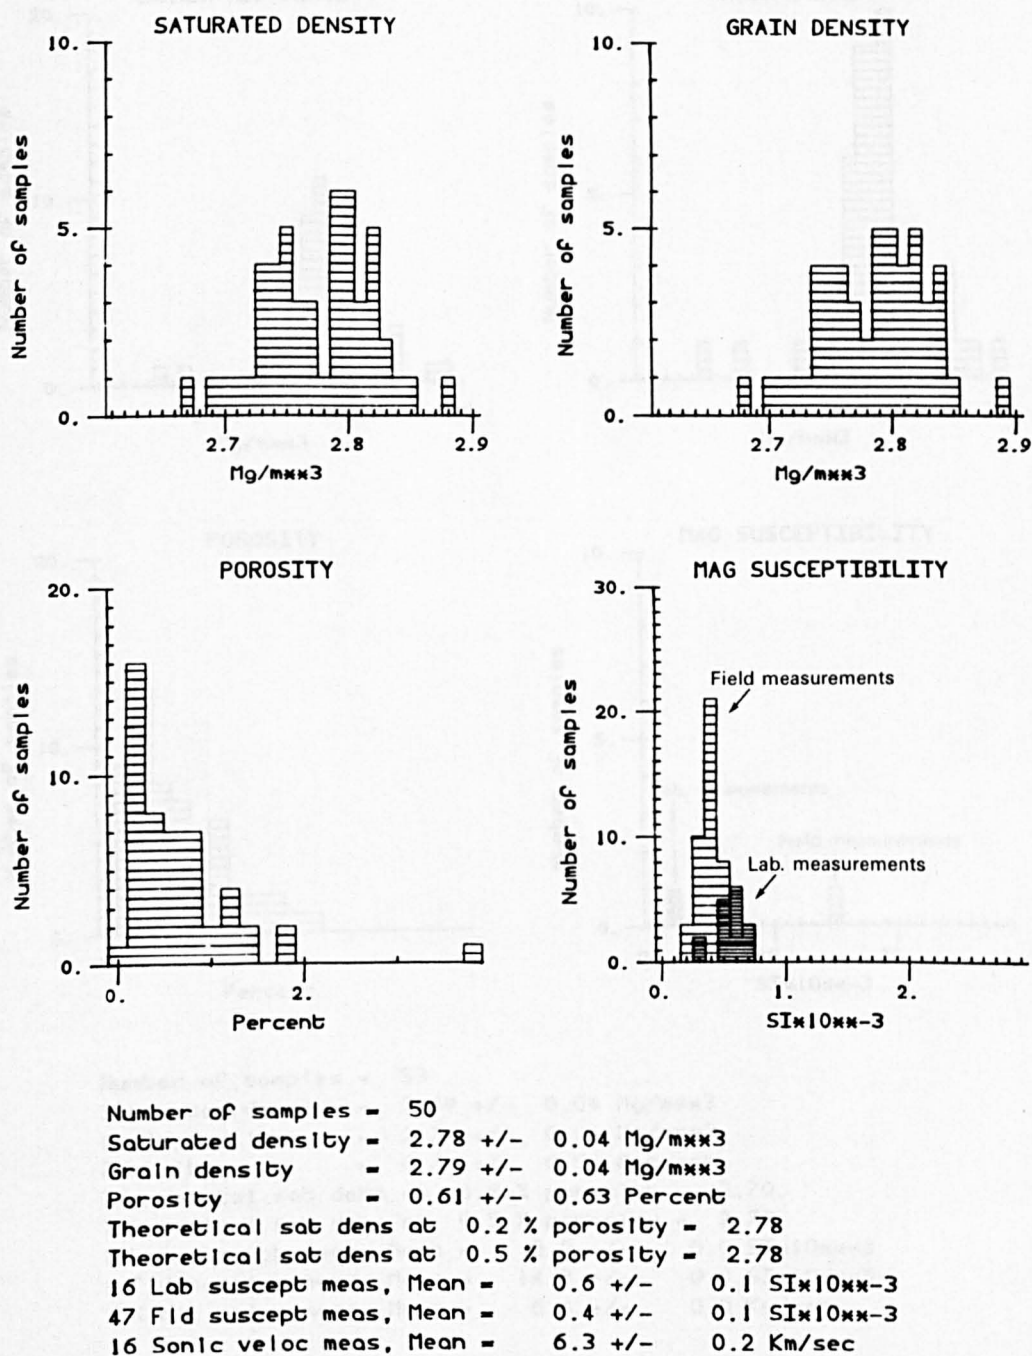 SATURATED DENSITY
10.
5.
0.
Number of samples
2.7 2.8 2.9
Mg/m**3
GRAIN DENSITY
10.
5.
0.
Number of samples
2.7 2.8 2.9
Mg/m**3
POROSITY
20.
10.
0.
Number of samples
0. 2.
Percent
MAG SUSCEPTIBILITY
30.
20.
10.
0.
Number of samples
Field measurements
Lab. measurements
0. 1. 2.
SI*10**-3
Number of samples = 50
Saturated density = 2.78 +/- 0.04 Mg/m**3
Grain density = 2.79 +/- 0.04 Mg/m**3
Porosity = 0.61 +/- 0.63 Percent
Theoretical sat dens at 0.2 % porosity = 2.78
Theoretical sat dens at 0.5 % porosity = 2.78
16 Lab suscept meas, Mean = 0.6 +/- 0.1 SI*10**-3
47 Fld suscept meas, Mean = 0.4 +/- 0.1 SI*10**-3
16 Sonic veloc meas, Mean = 6.3 +/- 0.2 Km/sec